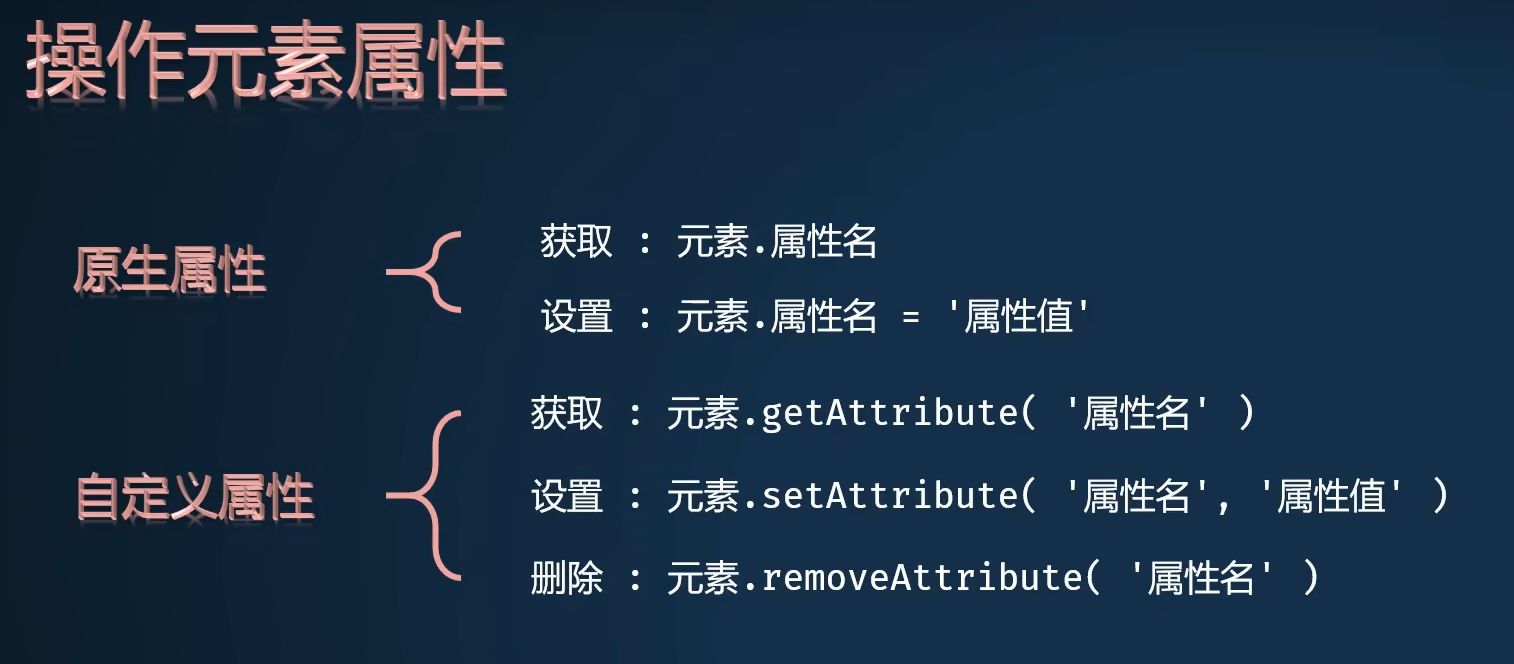 操作元素属性
原生属性
获取 : 元素.属性名
设置 : 元素.属性名 = '属性值'
自定义属性
获取 : 元素.getAttribute( '属性名' )
设置 : 元素.setAttribute( '属性名', '属性值' )
删除 : 元素.removeAttribute( '属性名' )